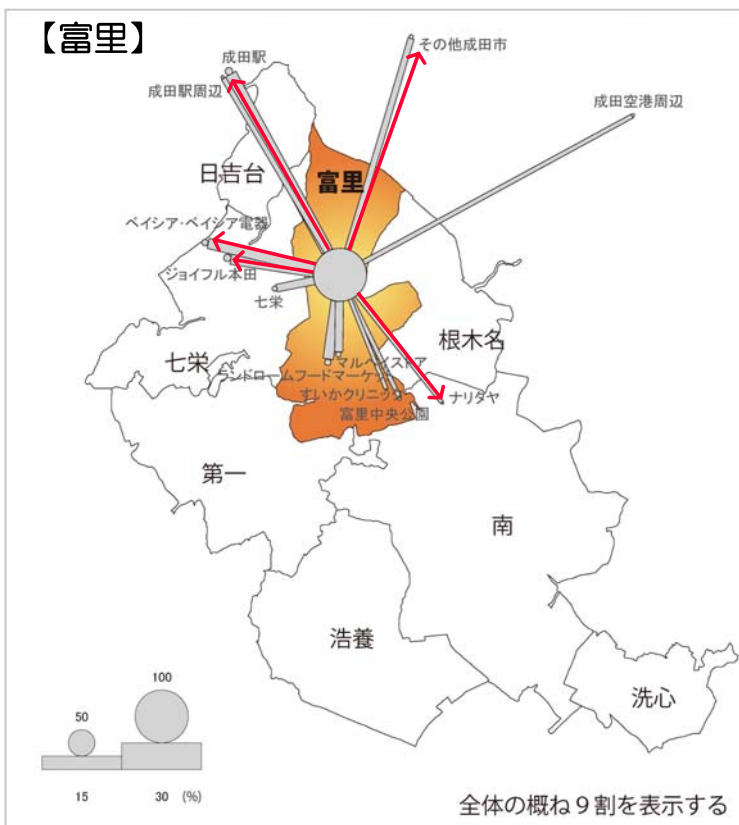 【富里】
成田駅
その他成田市
成田駅周辺
成田空港周辺
日吉台
富里
ベイシア・ベイシア電器
ジョイフル本田
七栄
根木名
七栄
マルヘイストア
ランドロームフードマーケット
すいかクリニック
ナリタヤ
富里中央公園
第一
南
浩養
洗心
100
50
15
30 (%)
全体の概ね9割を表示する